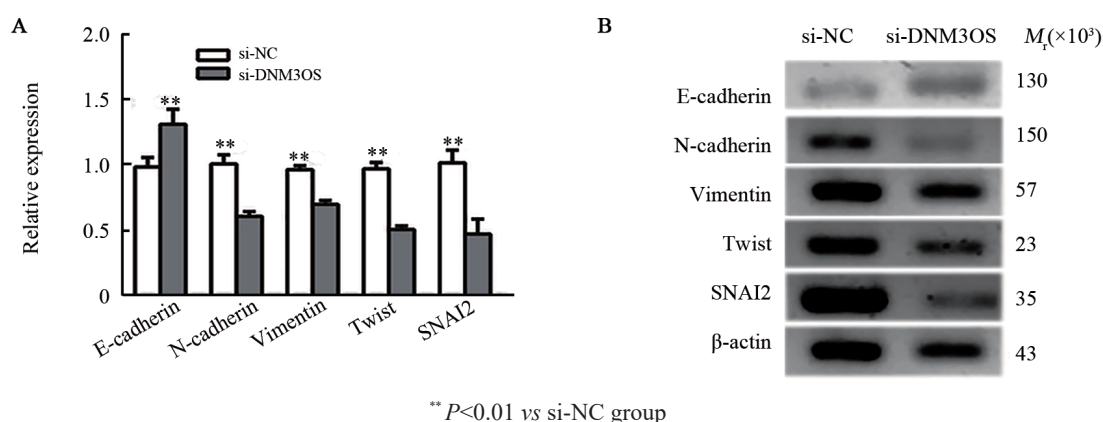 A
2.0
1.5
1.0
0.5
0
Relative expression
si-NC
si-DNM3OS
**
**
**
**
**
E-cadherin
N-cadherin
Vimentin
Twist
SNAI2
B
si-NC si-DNM3OS Mr(×10³)
E-cadherin 130
N-cadherin 150
Vimentin 57
Twist 23
SNAI2 35
β-actin 43
** P<0.01 vs si-NC group